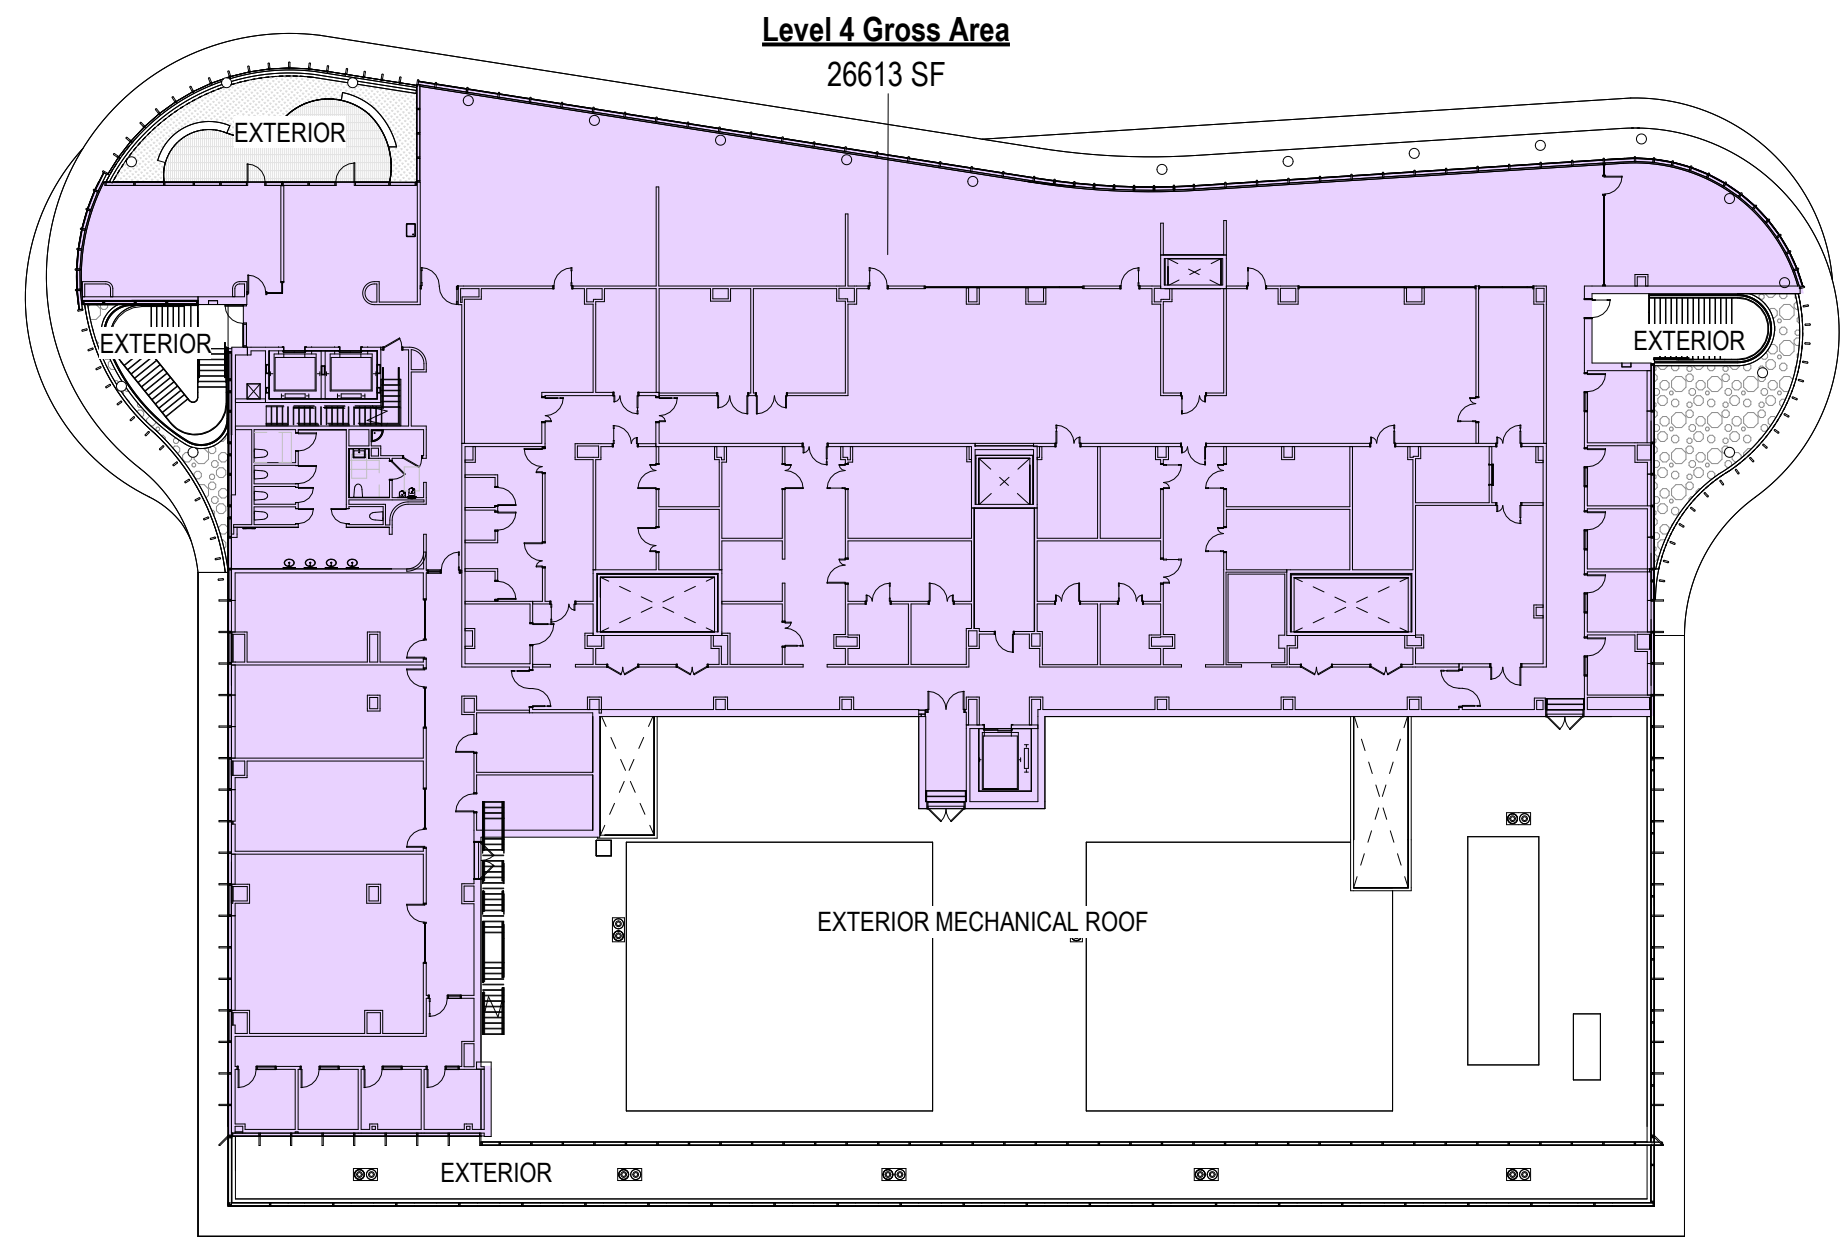 Level 4 Gross Area
26613 SF
EXTERIOR
EXTERIOR
EXTERIOR
EXTERIOR MECHANICAL ROOF
EXTERIOR